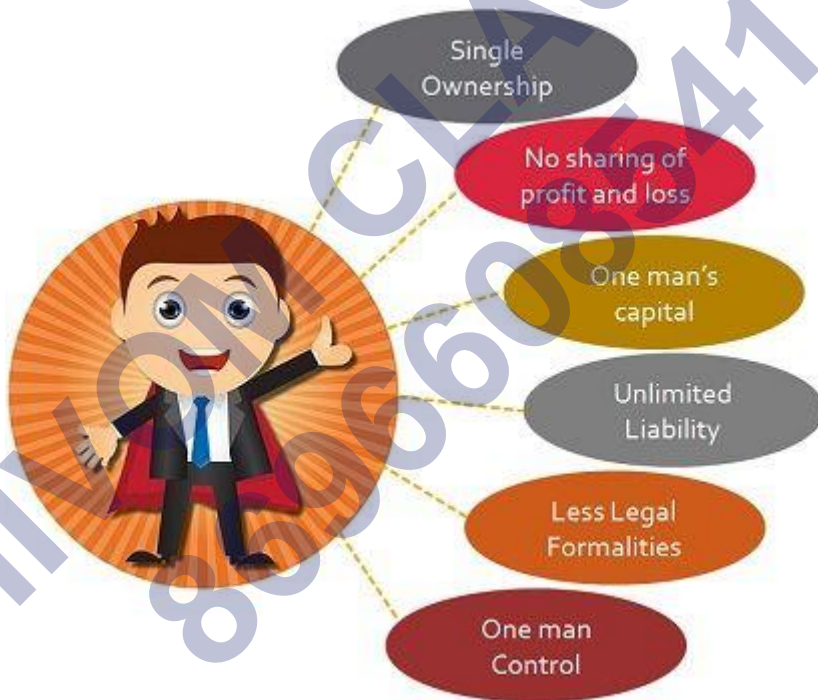 Single
Ownership
No sharing of
profit and loss
One man's
capital
Unlimited
Liability
Less Legal
Formalities
One man
Control